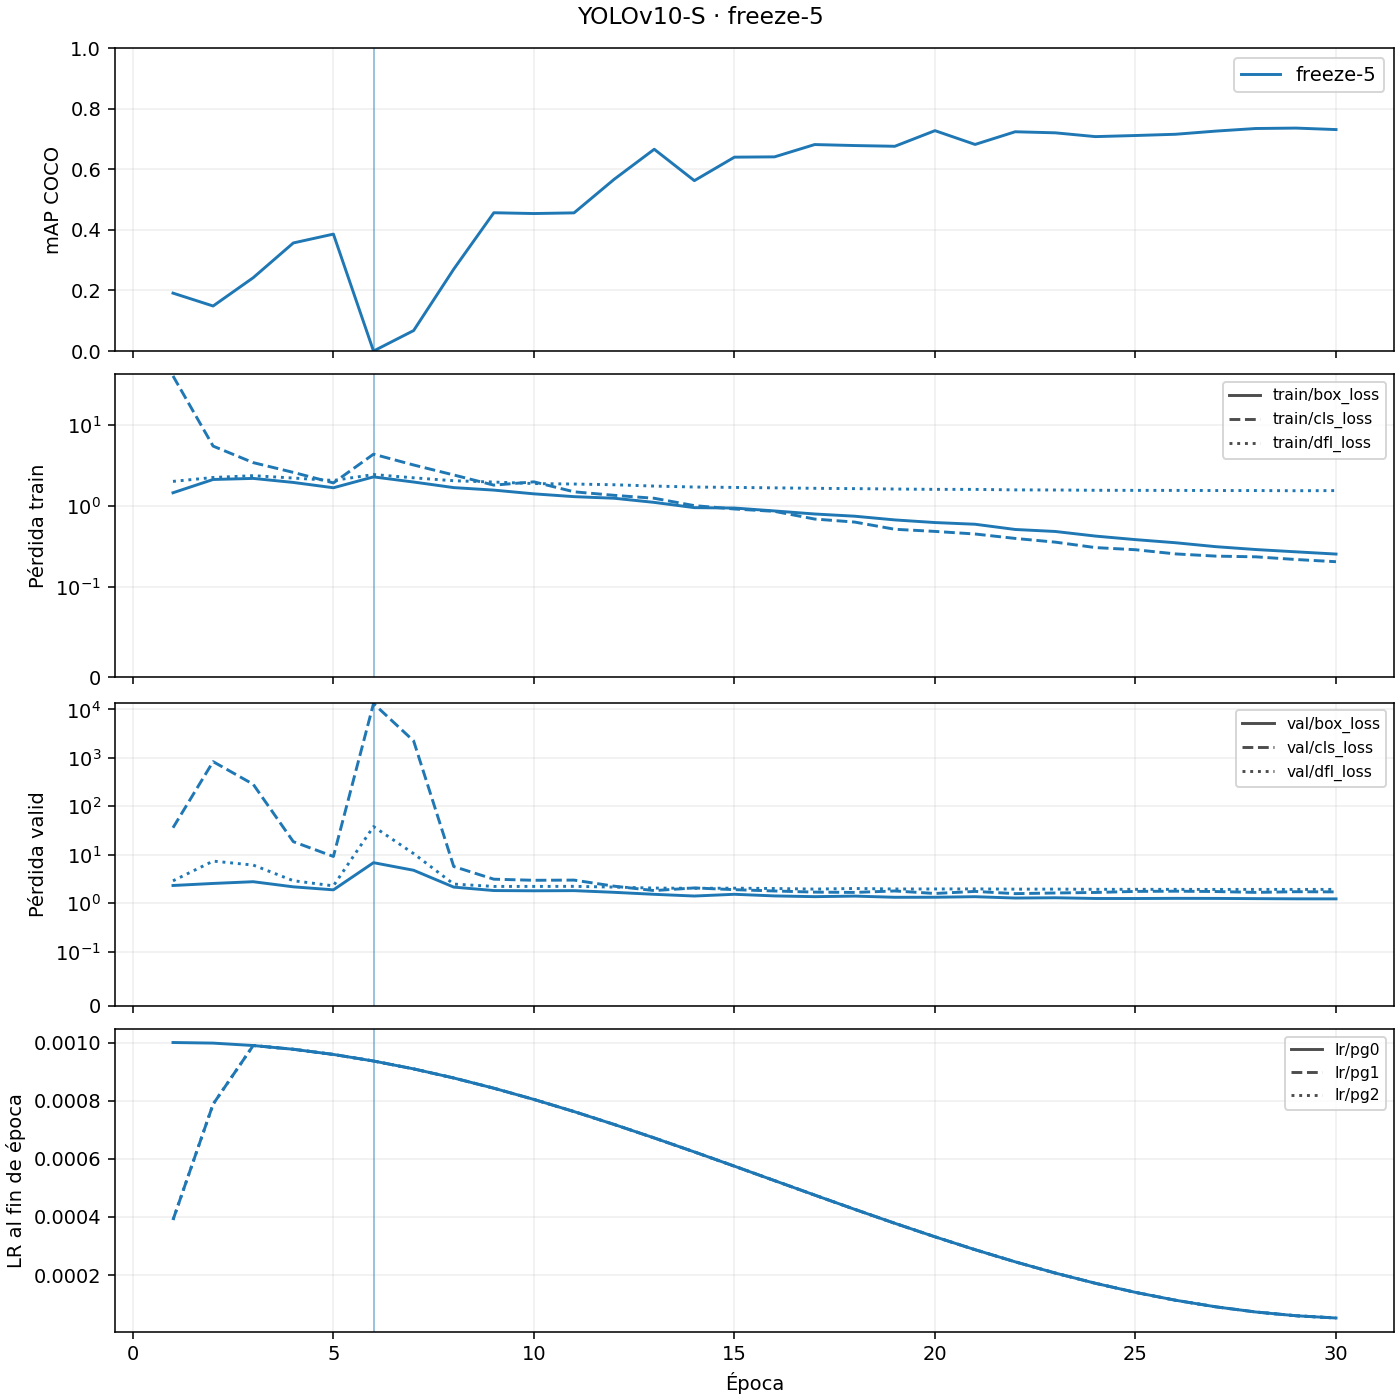 YOLOv10-S · freeze-5
1.0
0.8
0.6
0.4
0.2
0.0
mAP COCO
freeze-5
10¹
10⁰
10⁻¹
0
Pérdida train
train/box_loss
train/cls_loss
train/dfl_loss
10⁴
10³
10²
10¹
10⁰
10⁻¹
0
Pérdida valid
val/box_loss
val/cls_loss
val/dfl_loss
0.0010
0.0008
0.0006
0.0004
0.0002
LR al fin de época
lr/pg0
lr/pg1
lr/pg2
0 5 10 15 20 25 30
Época